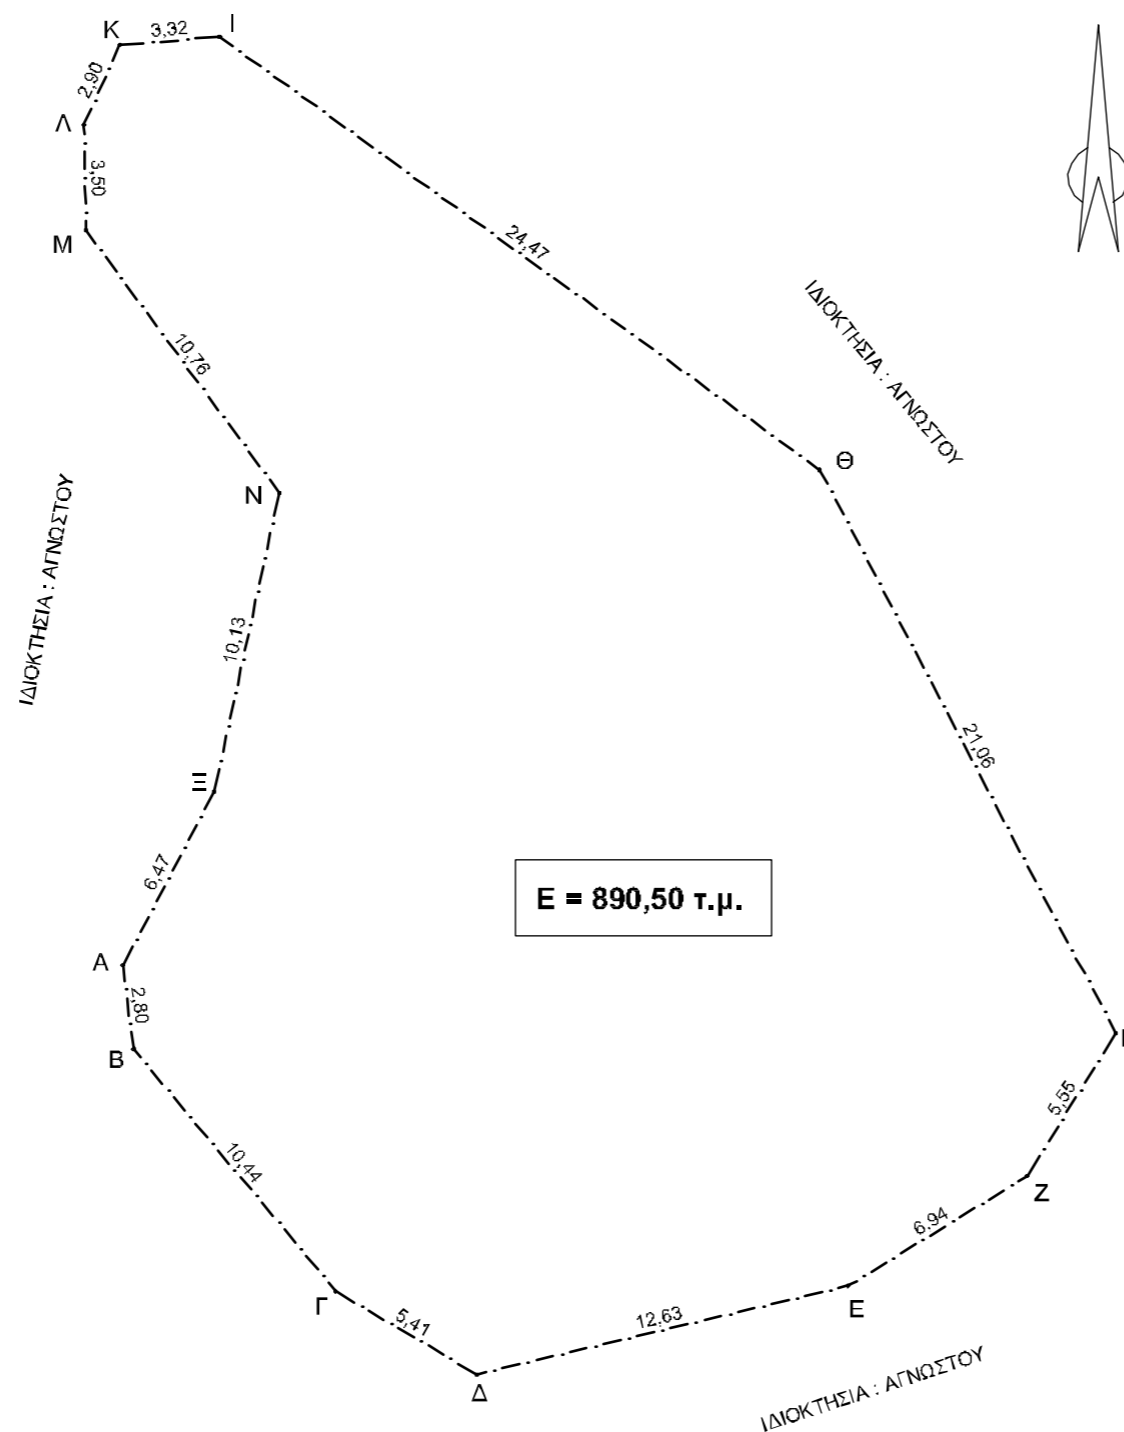 Κ
3,32
Ι
2,90
Λ
3,50
Μ
24,47
ΙΔΙΟΚΤΗΣΙΑ : ΑΓΝΩΣΤΟΥ
10,76
Θ
Ν
ΙΔΙΟΚΤΗΣΙΑ : ΑΓΝΩΣΤΟΥ
10,13
21,06
Ξ
6,47
Ε = 890,50 τ.μ.
Α
2,80
Β
5,55
10,44
Ζ
6,94
Γ
5,41
12,63
Ε
Δ
ΙΔΙΟΚΤΗΣΙΑ : ΑΓΝΩΣΤΟΥ